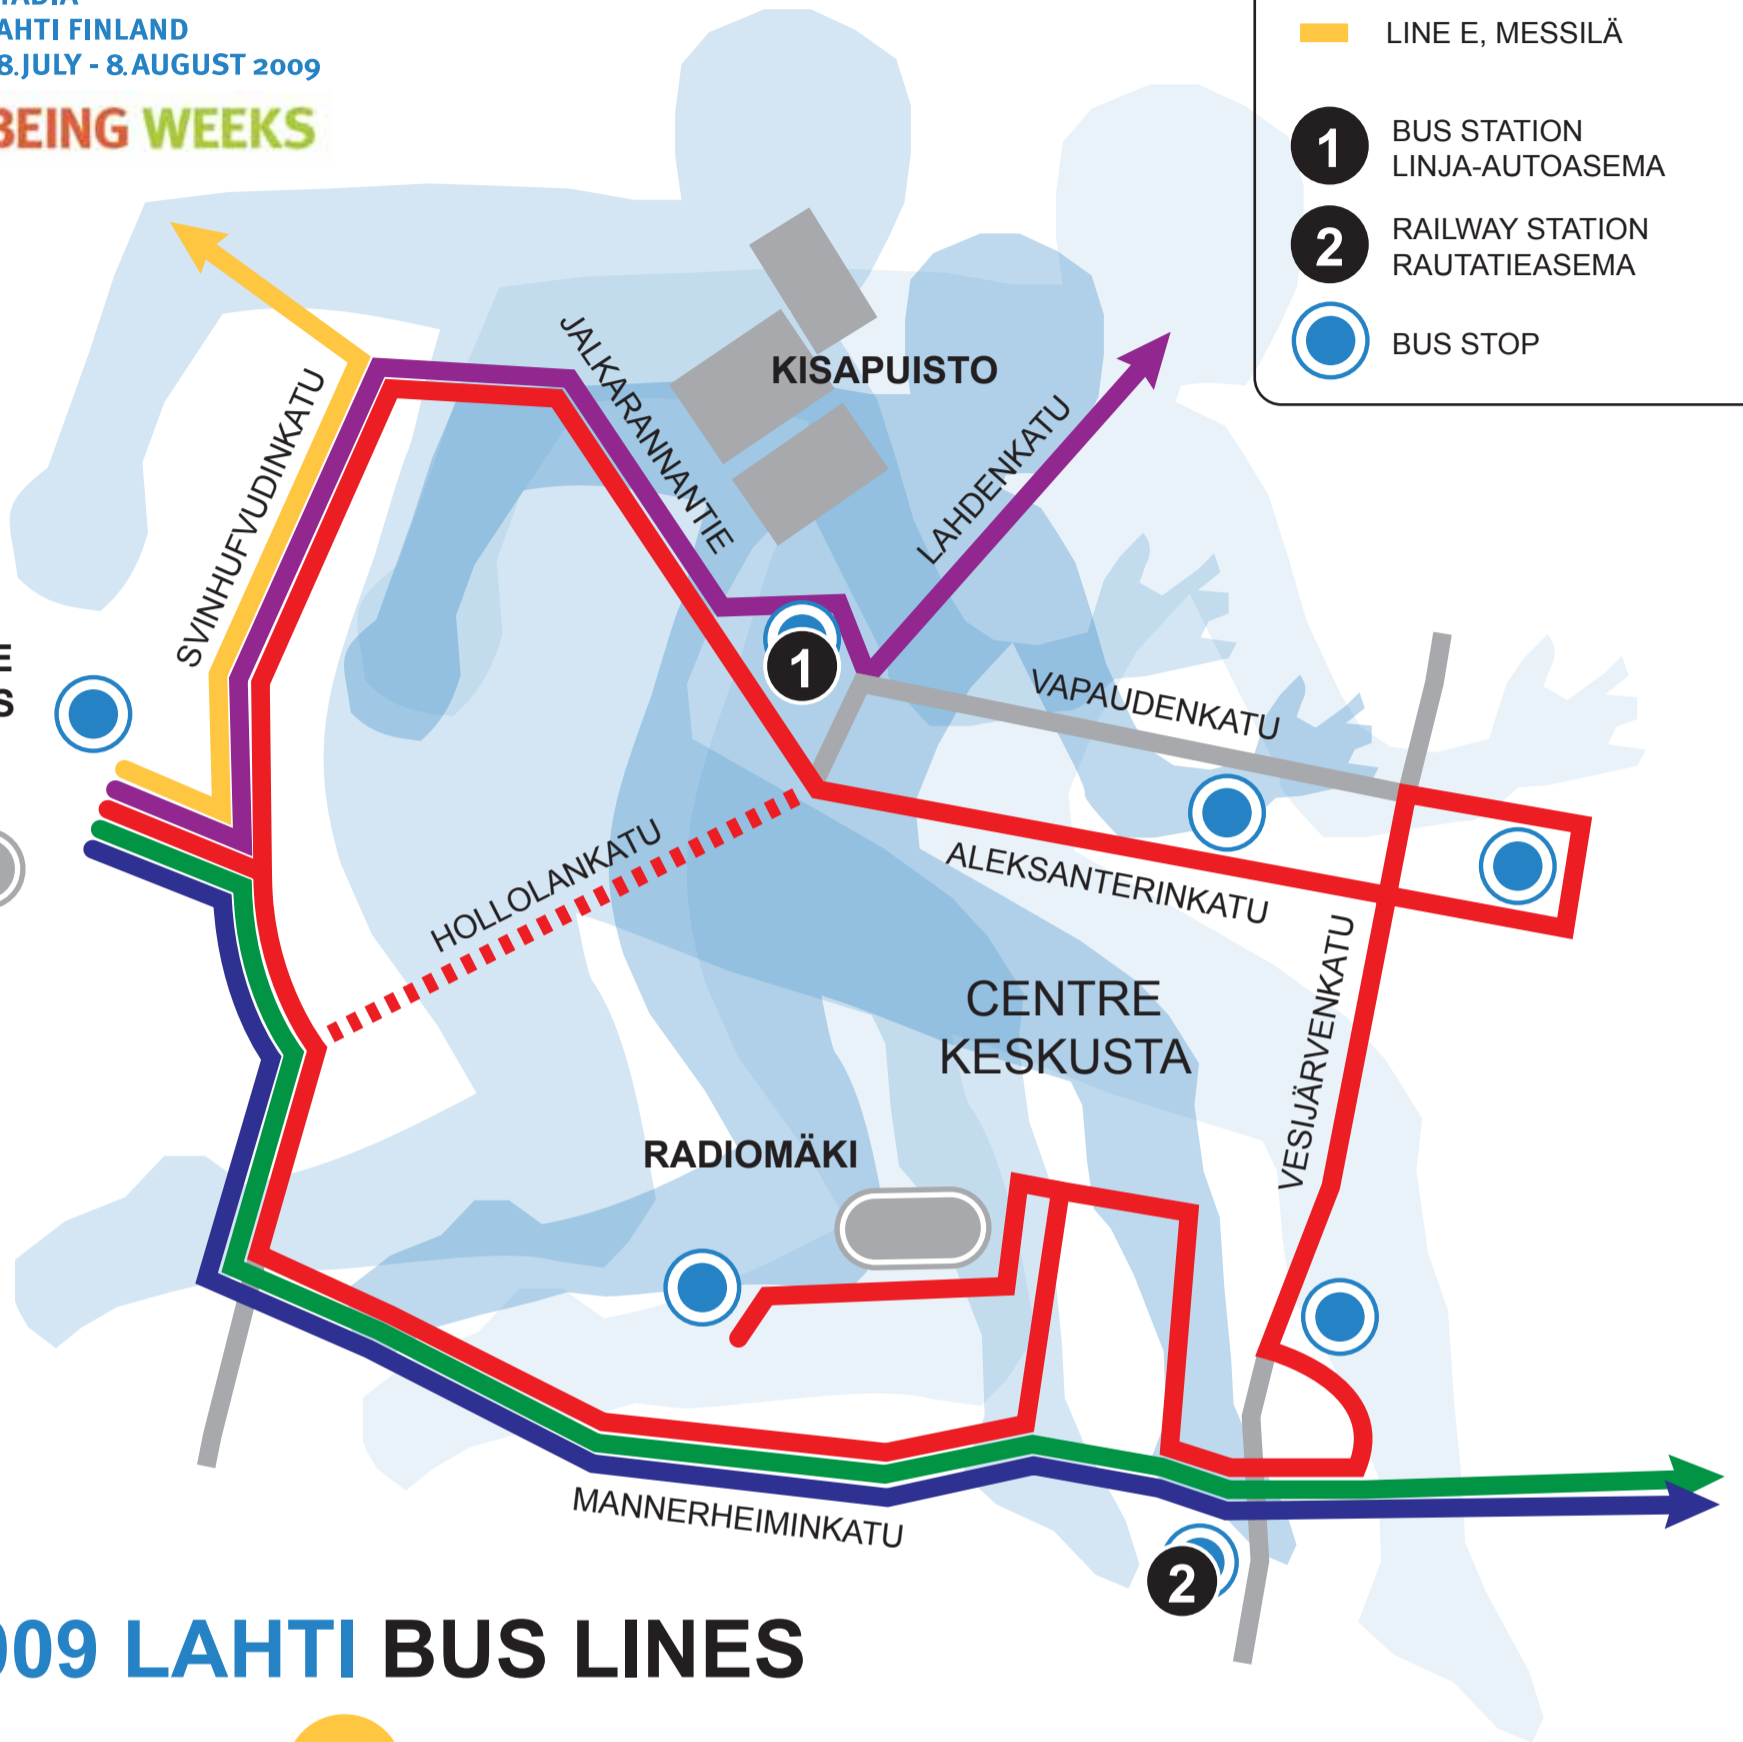 AHTI FINLAND
8.JULY - 8.AUGUST 2009
BEING WEEKS
LINE E, MESSILÄ
1 BUS STATION
LINJA-AUTOASEMA
2 RAILWAY STATION
RAUTATIEASEMA
BUS STOP
KISAPUISTO
JALKARANNANTIE
SVINHUFVUDINKATU
LAHDENKATU
E
S
1
VAPAUDENKATU
HOLLOLANKATU
ALEKSANTERINKATU
CENTRE
KESKUSTA
VESIJÄRVENKATU
RADIOMÄKI
MANNERHEIMINKATU
2
009 LAHTI BUS LINES